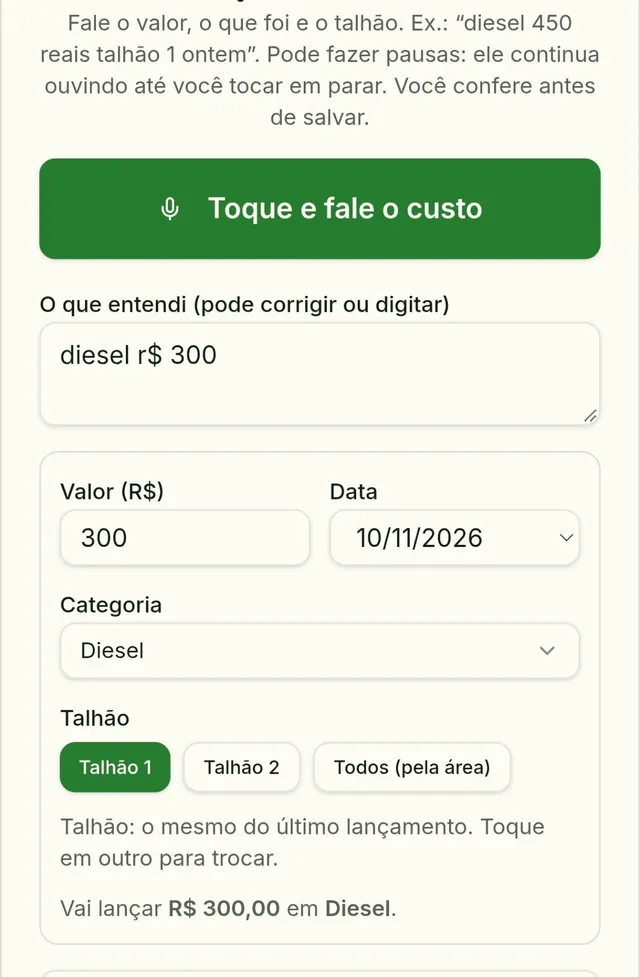 Fale o valor, o que foi e o talhão. Ex.: “diesel 450
reais talhão 1 ontem”. Pode fazer pausas: ele continua
ouvindo até você tocar em parar. Você confere antes
de salvar.
Toque e fale o custo
O que entendi (pode corrigir ou digitar)
diesel r$ 300
Valor (R$)
Data
300
10/11/2026
Categoria
Diesel
Talhão
Talhão 1
Talhão 2
Todos (pela área)
Talhão: o mesmo do último lançamento. Toque
em outro para trocar.
Vai lançar R$ 300,00 em Diesel.